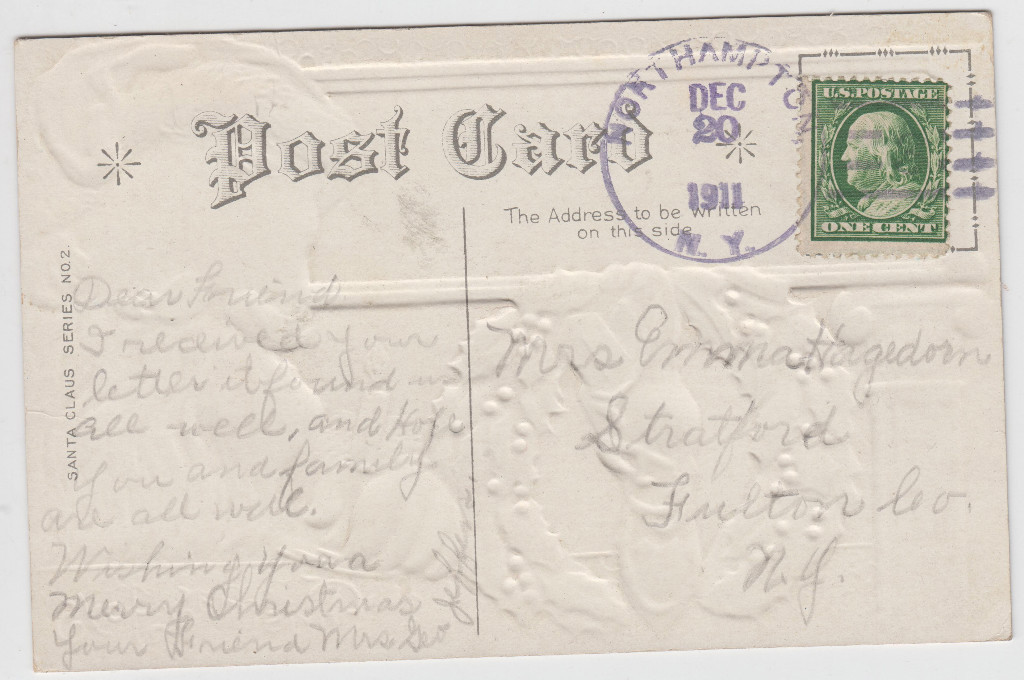 Post Card
NORTHAMPTON
DEC
20
1911
N. Y.
U.S. POSTAGE
ONE CENT
The Address to be written
on this side
SANTA CLAUS SERIES NO. 2
Dear Friend
I received your
letter it found us
all well, and Hope
you and family
are all well.
Wishing you a
Merry Christmas
Your Friend Mrs Geo
Mrs Emma Hagedorn
Stratford
Fulton Co.
N.Y.